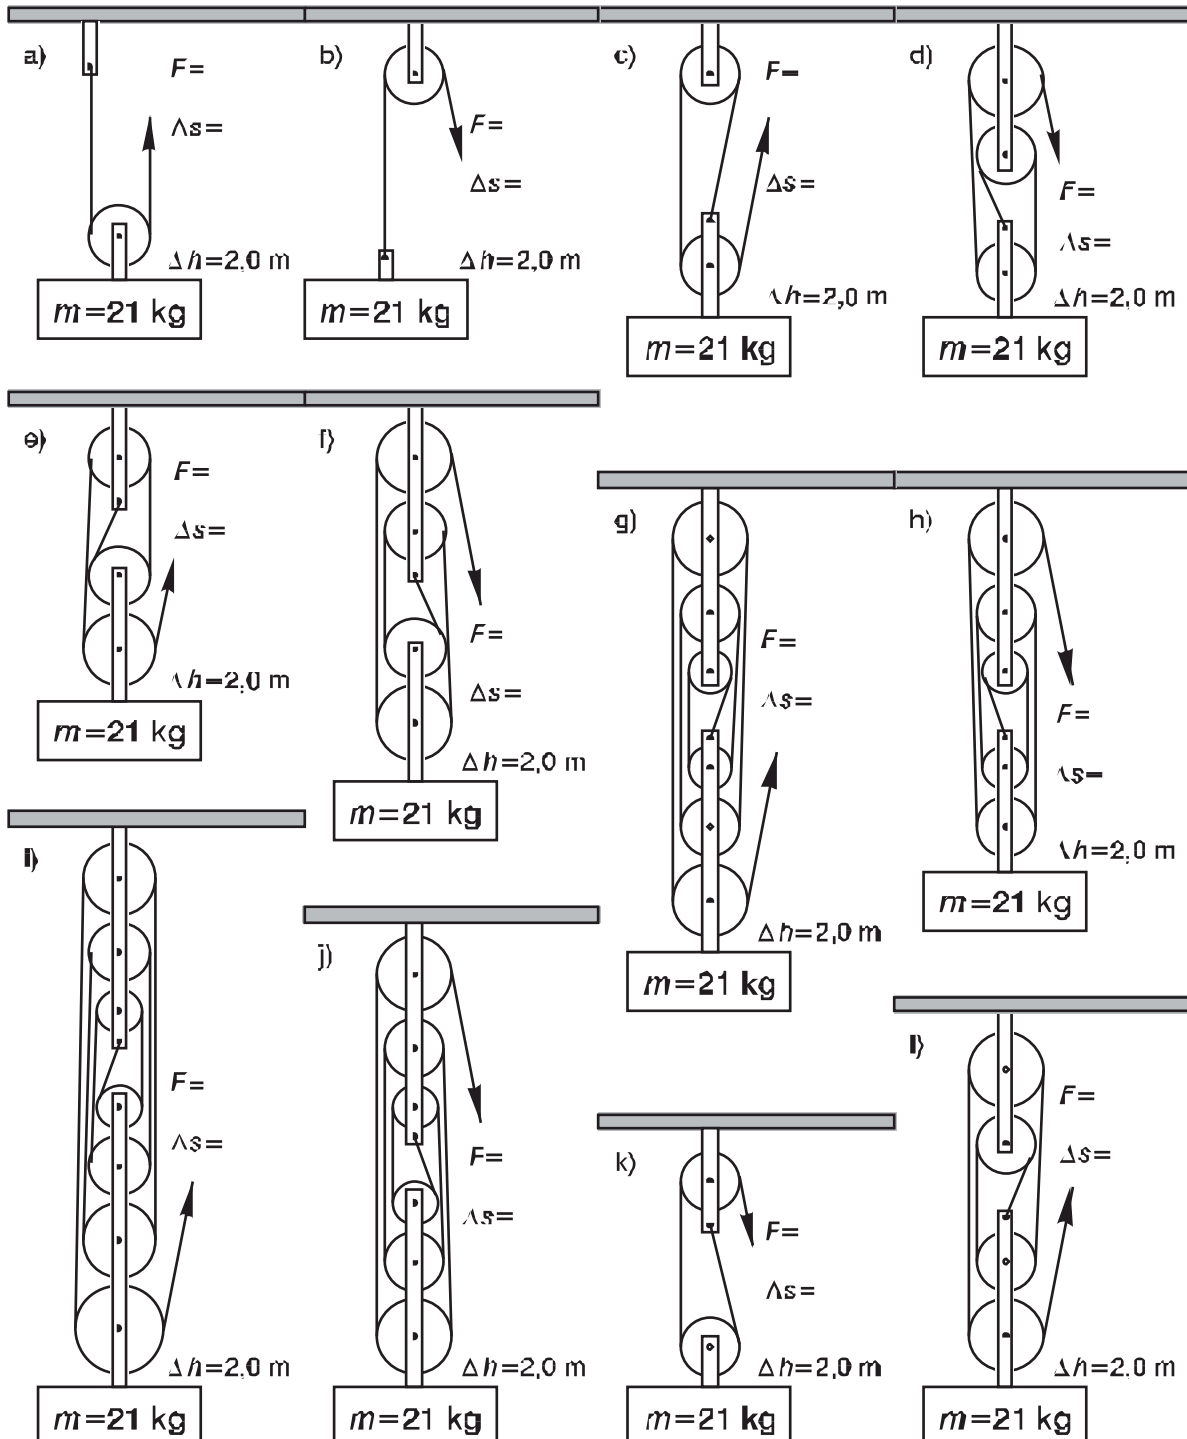 a)
F=
Δs=
Δh=2,0 m
m=21 kg
b)
F=
Δs=
Δh=2,0 m
m=21 kg
c)
F=
Δs=
Δh=2,0 m
m=21 kg
d)
F=
Δs=
Δh=2,0 m
m=21 kg
e)
F=
Δs=
Δh=2,0 m
m=21 kg
f)
F=
Δs=
Δh=2,0 m
m=21 kg
g)
F=
Δs=
Δh=2,0 m
m=21 kg
h)
F=
Δs=
Δh=2,0 m
m=21 kg
i)
F=
Δs=
Δh=2,0 m
m=21 kg
j)
F=
Δs=
Δh=2,0 m
m=21 kg
k)
F=
Δs=
Δh=2,0 m
m=21 kg
l)
F=
Δs=
Δh=2,0 m
m=21 kg